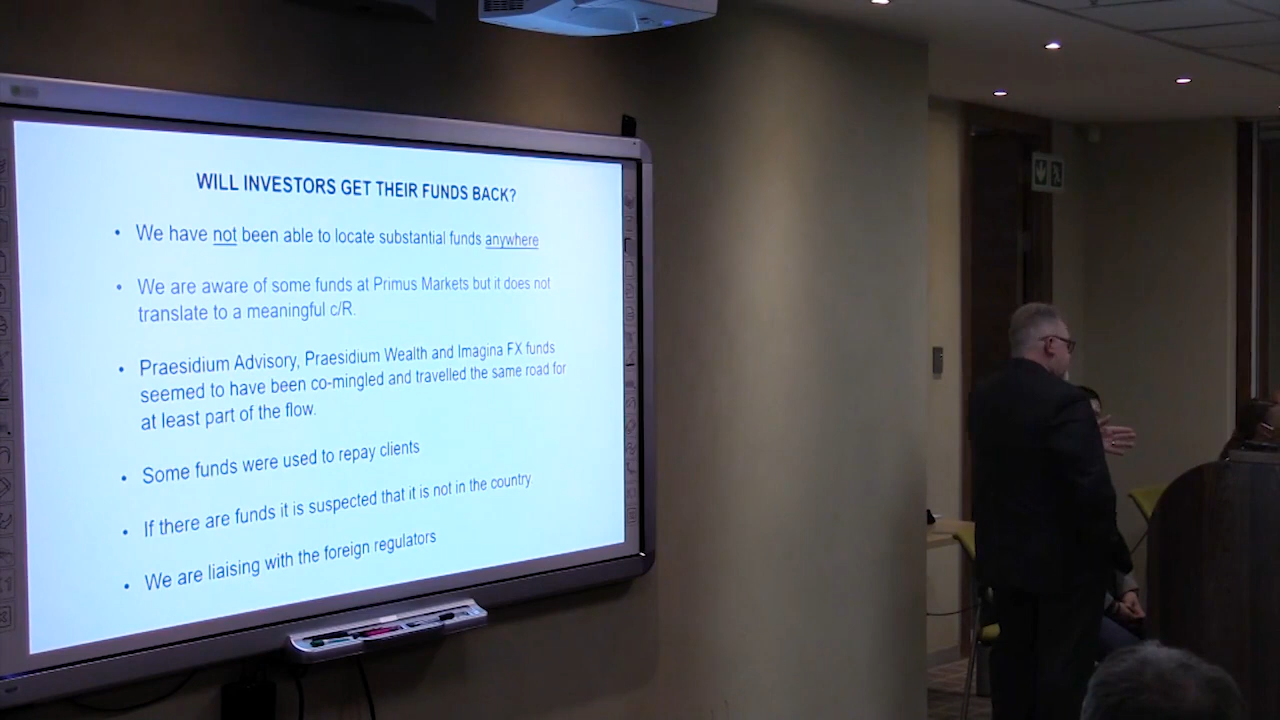 WILL INVESTORS GET THEIR FUNDS BACK?
• We have not been able to locate substantial funds anywhere
• We are aware of some funds at Primus Markets but it does not
translate to a meaningful c/R.
• Praesidium Advisory, Praesidium Wealth and Imagina FX funds
seemed to have been co-mingled and travelled the same road for
at least part of the flow.
• Some funds were used to repay clients
• If there are funds it is suspected that it is not in the country
• We are liaising with the foreign regulators